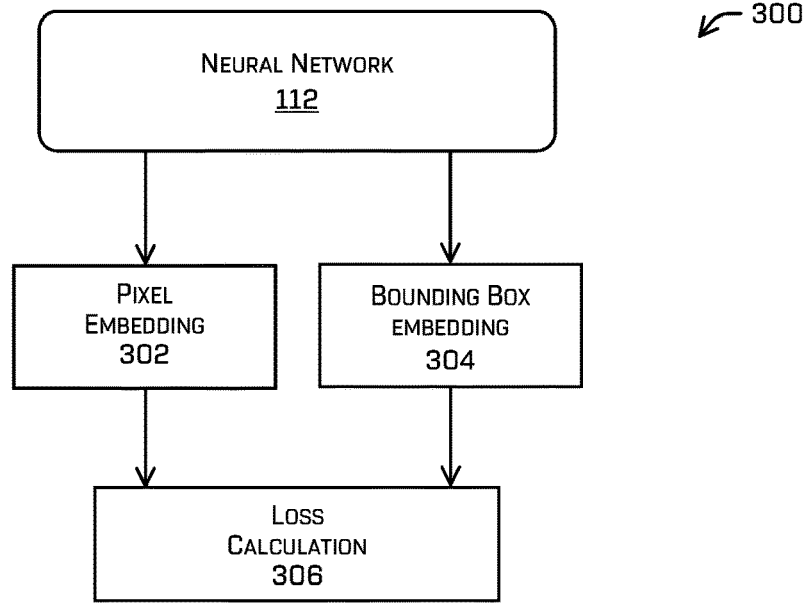 300
NEURAL NETWORK
112
PIXEL
EMBEDDING
302
BOUNDING BOX
EMBEDDING
304
LOSS
CALCULATION
306